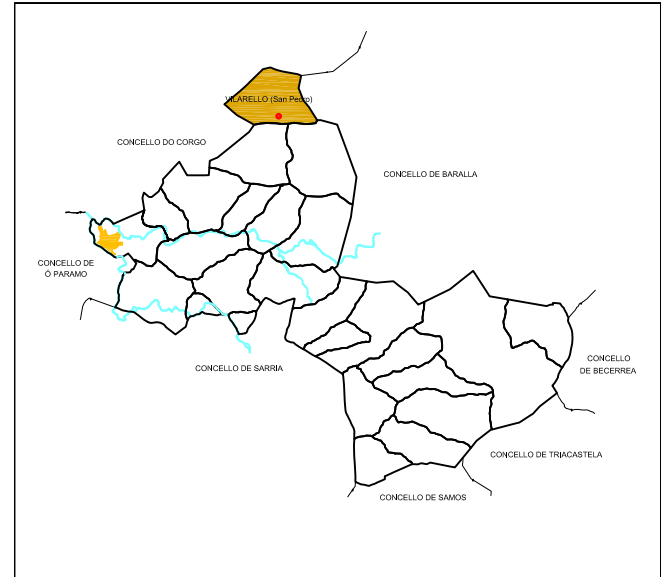 VILARELLO (San Pedro)
CONCELLO DO CORGO
CONCELLO DE BARALLA
CONCELLO DE
Ó PARAMO
CONCELLO DE SARRIA
CONCELLO
DE BECERREA
CONCELLO DE TRIACASTELA
CONCELLO DE SAMOS